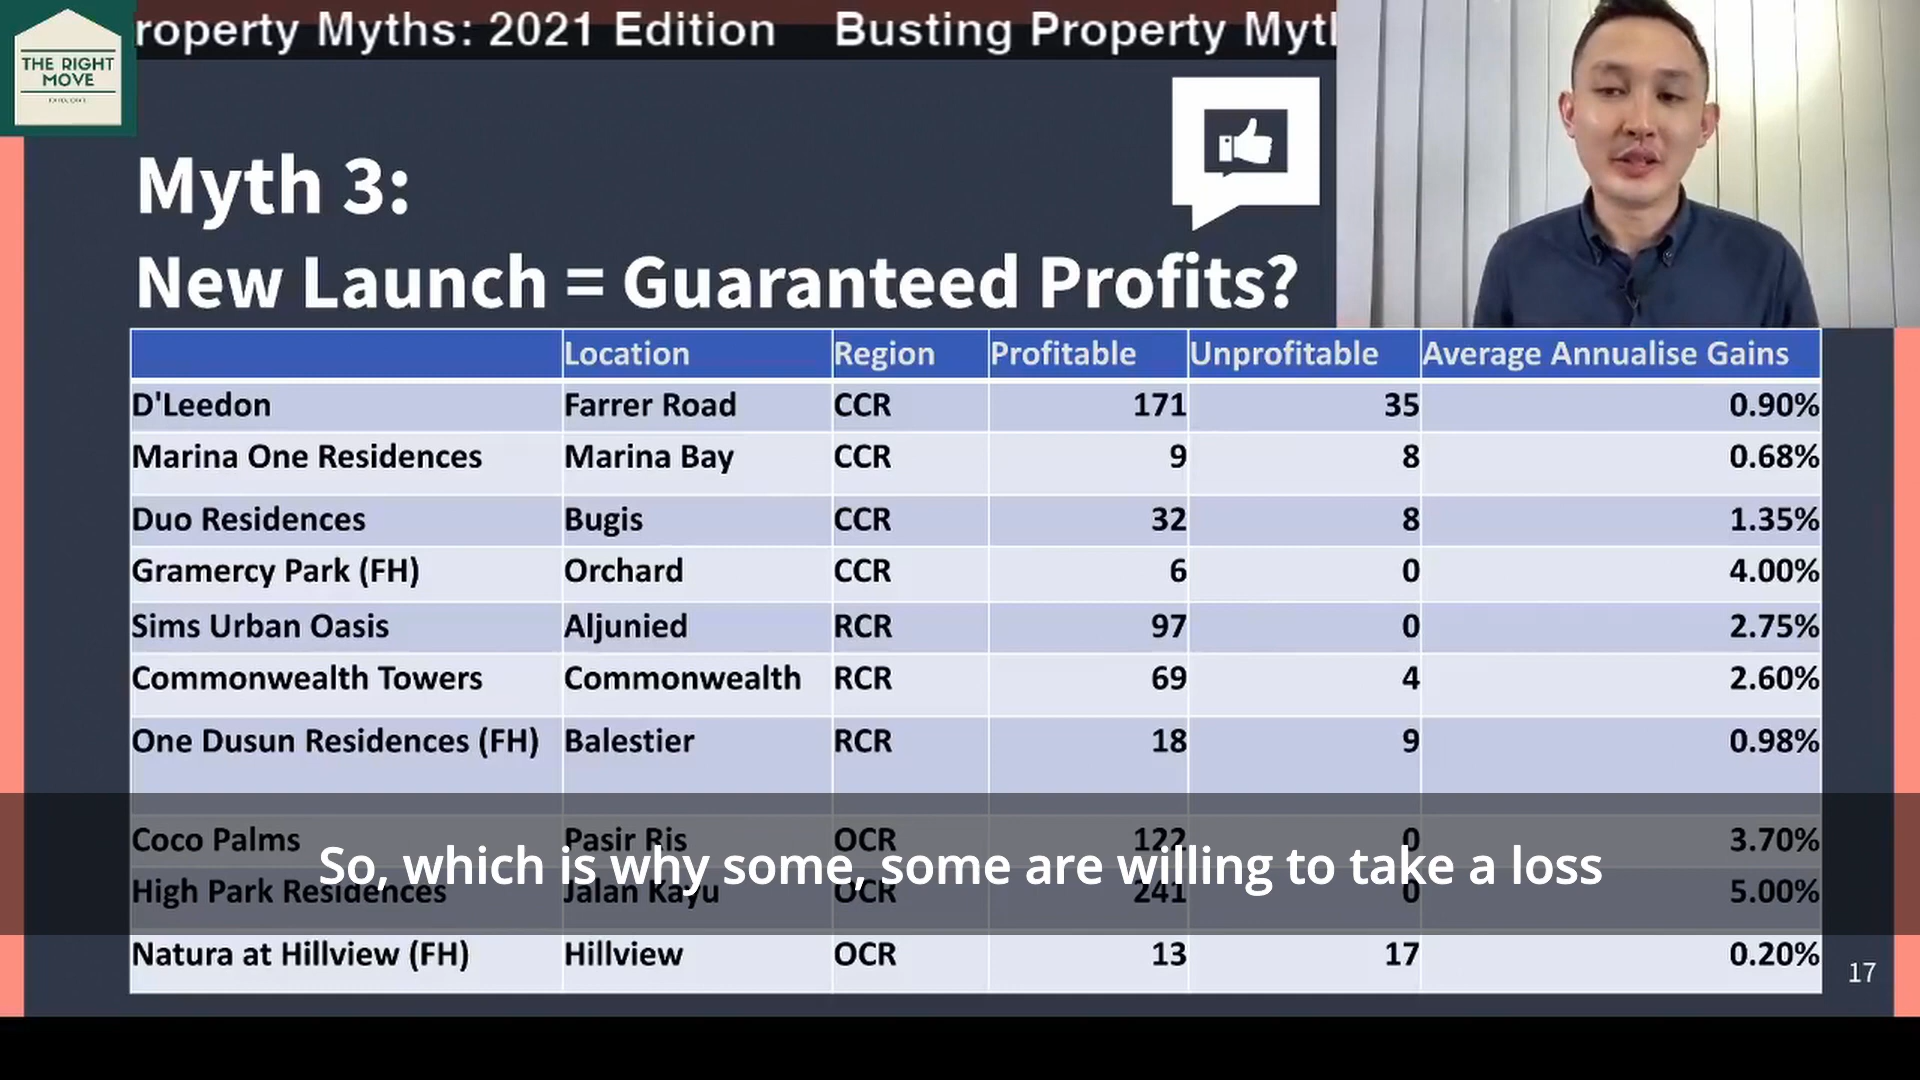 roperty Myths: 2021 Edition Busting Property Myt
THE RIGHT
MOVE
Myth 3:
New Launch = Guaranteed Profits?
Location Region Profitable Unprofitable Average Annualise Gains
D'Leedon Farrer Road CCR 171 35 0.90%
Marina One Residences Marina Bay CCR 9 8 0.68%
Duo Residences Bugis CCR 32 8 1.35%
Gramercy Park (FH) Orchard CCR 6 0 4.00%
Sims Urban Oasis Aljunied RCR 97 0 2.75%
Commonwealth Towers Commonwealth RCR 69 4 2.60%
One Dusun Residences (FH) Balestier RCR 18 9 0.98%
Coco Palms Pasir Ris OCR 122 0 3.70%
So, which is why some, some are willing to take a loss
High Park Residences Jalan Kayu OCR 241 0 5.00%
Natura at Hillview (FH) Hillview OCR 13 17 0.20%
17